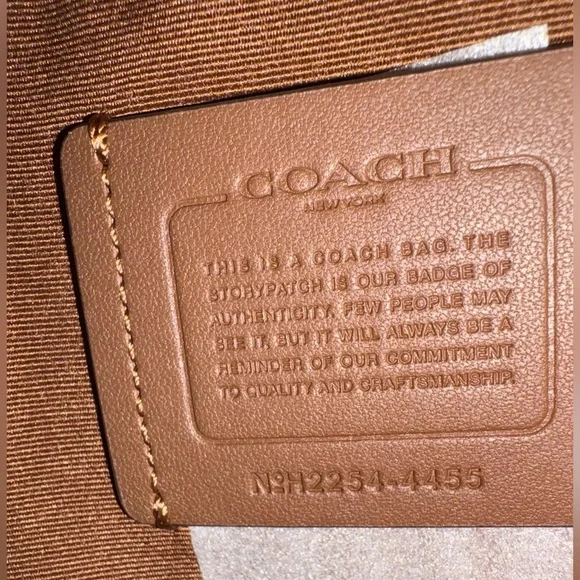 COACH
NEW YORK
THIS IS A COACH BAG. THE
STORYPATCH IS OUR BADGE OF
AUTHENTICITY. FEW PEOPLE MAY
SEE IT, BUT IT WILL ALWAYS BE A
REMINDER OF OUR COMMITMENT
TO QUALITY AND CRAFTSMANSHIP.
NºH2254-4455